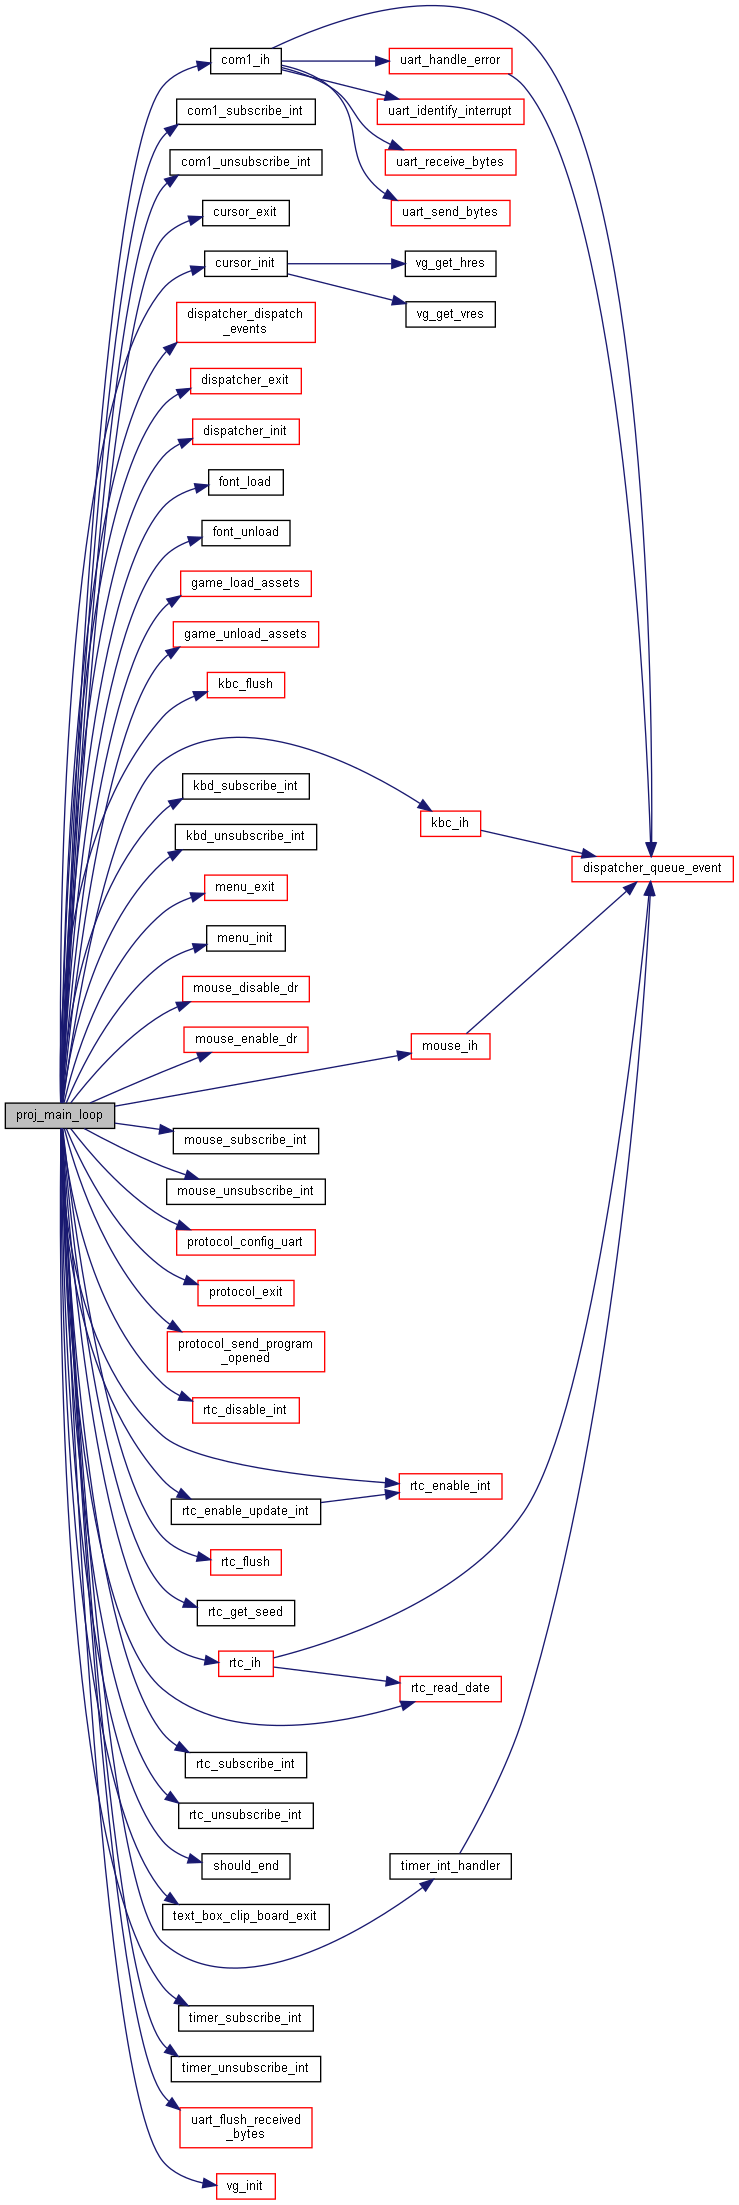 com1_ih
uart_handle_error
com1_subscribe_int
uart_identify_interrupt
com1_unsubscribe_int
uart_receive_bytes
cursor_exit
uart_send_bytes
cursor_init
vg_get_hres
vg_get_vres
dispatcher_dispatch
_events
dispatcher_exit
dispatcher_init
font_load
font_unload
game_load_assets
game_unload_assets
kbc_flush
kbd_subscribe_int
kbc_ih
kbd_unsubscribe_int
dispatcher_queue_event
menu_exit
menu_init
mouse_disable_dr
mouse_enable_dr
mouse_ih
proj_main_loop
mouse_subscribe_int
mouse_unsubscribe_int
protocol_config_uart
protocol_exit
protocol_send_program
_opened
rtc_disable_int
rtc_enable_int
rtc_enable_update_int
rtc_flush
rtc_get_seed
rtc_ih
rtc_read_date
rtc_subscribe_int
rtc_unsubscribe_int
should_end
timer_int_handler
text_box_clip_board_exit
timer_subscribe_int
timer_unsubscribe_int
uart_flush_received
_bytes
vg_init